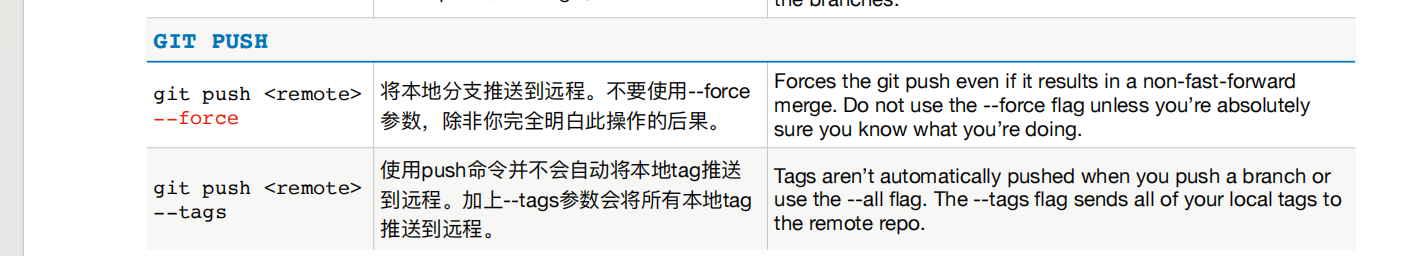 the branches.
GIT PUSH
git push <remote>
--force
将本地分支推送到远程。不要使用--force
参数，除非你完全明白此操作的后果。
Forces the git push even if it results in a non-fast-forward
merge. Do not use the --force flag unless you’re absolutely
sure you know what you’re doing.
git push <remote>
--tags
使用push命令并不会自动将本地tag推送
到远程。加上--tags参数会将所有本地tag
推送到远程。
Tags aren’t automatically pushed when you push a branch or
use the --all flag. The --tags flag sends all of your local tags to
the remote repo.